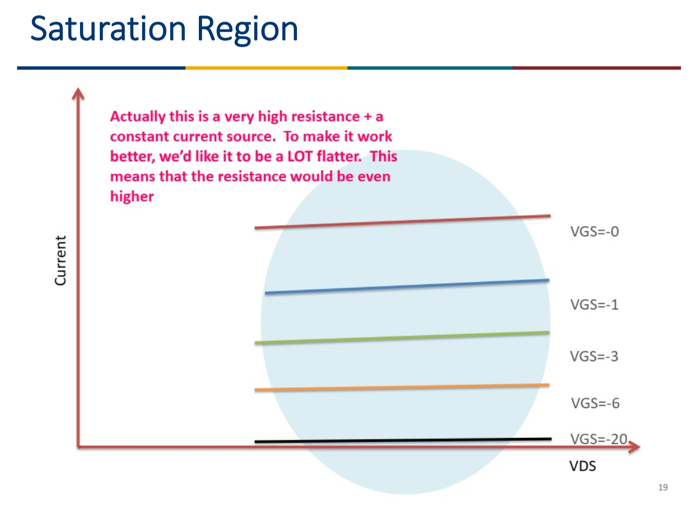 Saturation Region
Actually this is a very high resistance + a
constant current source.  To make it work
better, we'd like it to be a LOT flatter.  This
means that the resistance would be even
higher
Current
VGS=-0
VGS=-1
VGS=-3
VGS=-6
VGS=-20
VDS
19